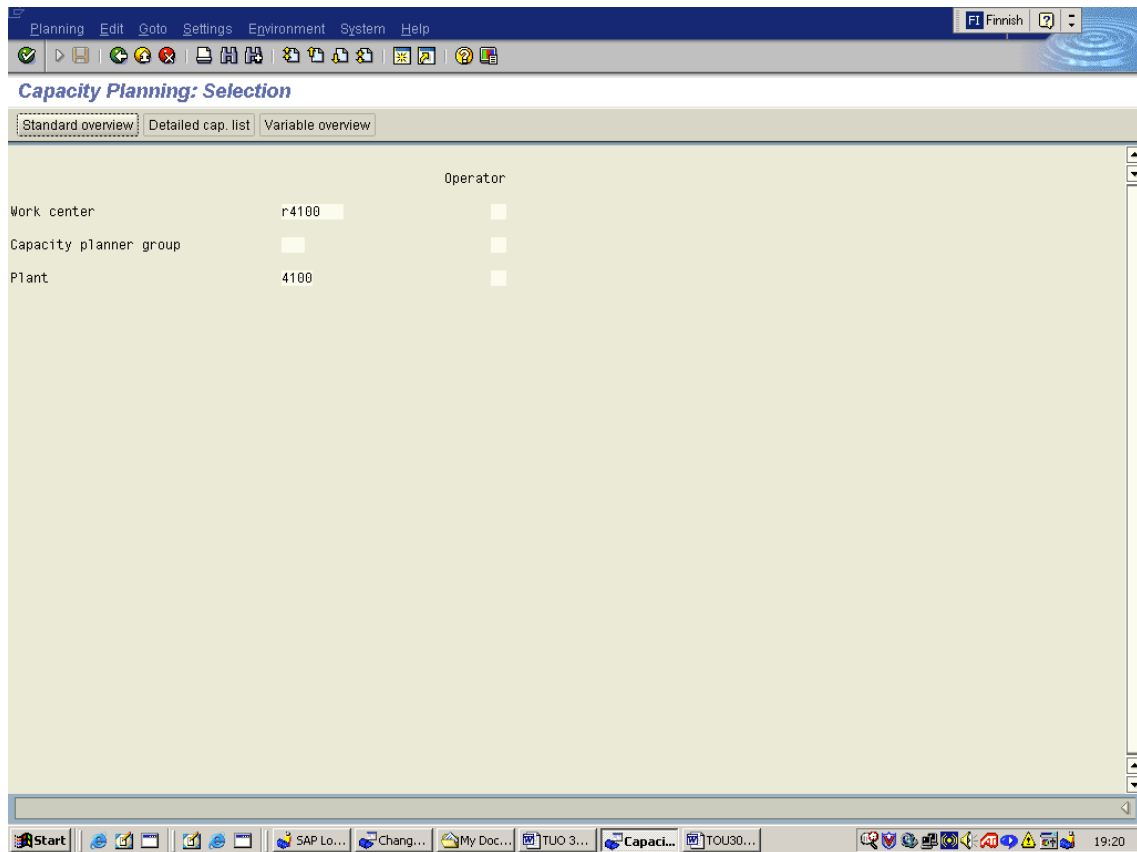 Planning Edit Goto Settings Environment System Help
FI Finnish
Capacity Planning: Selection
Standard overview Detailed cap. list Variable overview
Operator
Work center r4100
Capacity planner group
Plant 4100
Start SAP Lo... Chang... My Doc... TUO 3... Capaci... TOU30... 19:20